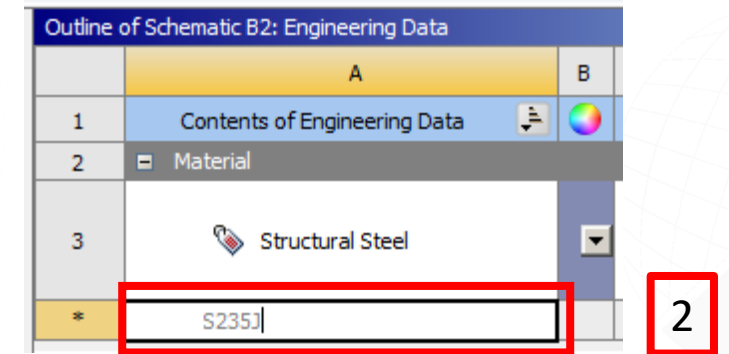 Outline of Schematic B2: Engineering Data
A B
1 Contents of Engineering Data
2 Material
3 Structural Steel
* S235J
2